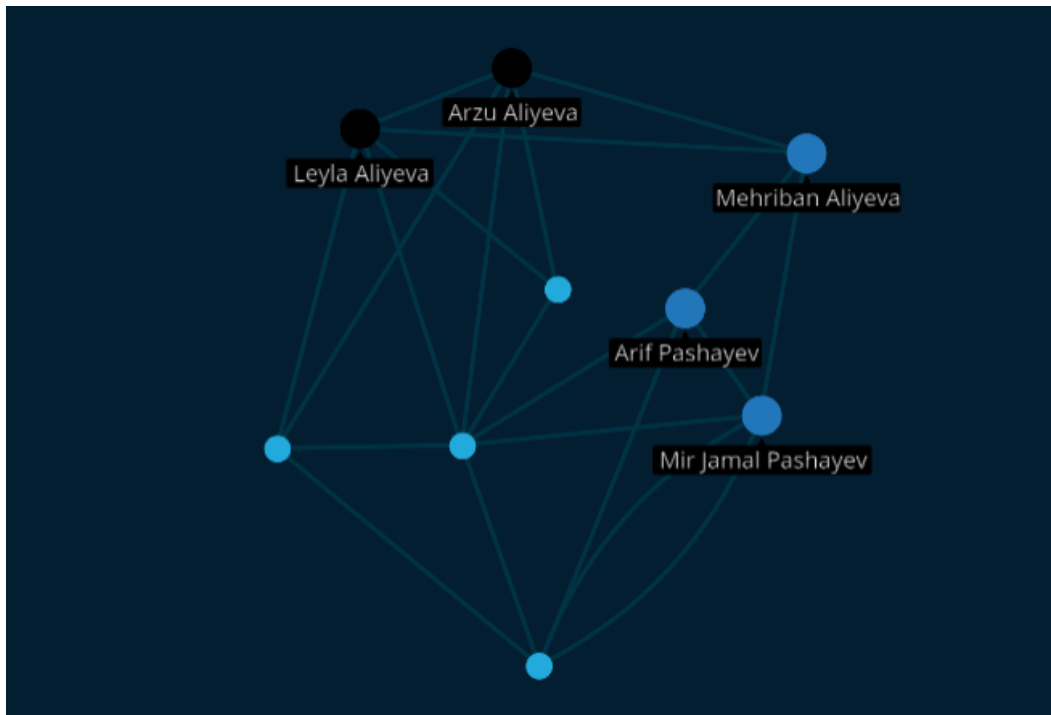 Arzu Aliyeva
Leyla Aliyeva
Mehriban Aliyeva
Arif Pashayev
Mir Jamal Pashayev